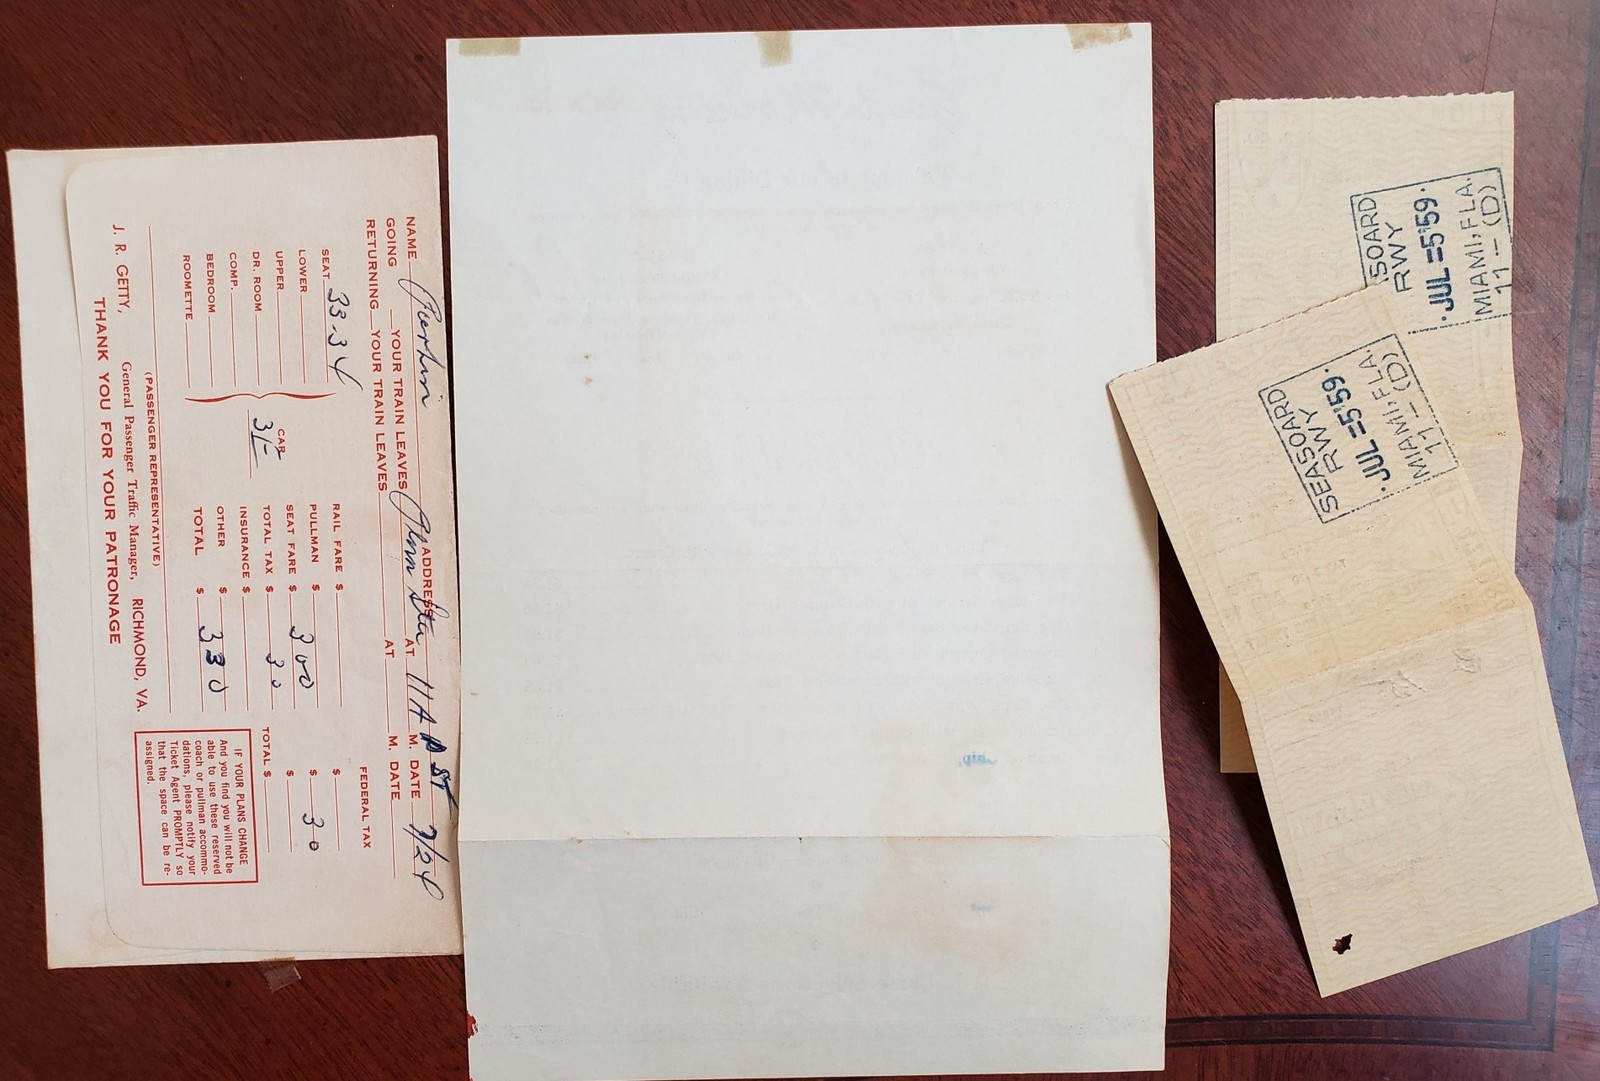 NAME ADDRESS
GOING YOUR TRAIN LEAVES AT 11 A M. DATE 7/24
RETURNING YOUR TRAIN LEAVES AT M. DATE
SEAT 33-34
LOWER
UPPER
DR. ROOM
COMP.
BEDROOM
ROOMETTE
CAR
31-
FEDERAL TAX
RAIL FARE $ $
PULLMAN $ $ 30
SEAT FARE $ 300 $
TOTAL TAX $ 30 TOTAL $
INSURANCE $
OTHER $
TOTAL $ 330
IF YOUR PLANS CHANGE
And you find you will not be
able to use these reserved
coach or pullman accommo-
dations, please notify your
Ticket Agent PROMPTLY so
that the space can be re-
assigned.
(PASSENGER REPRESENTATIVE)
J. R. GETTY, General Passenger Traffic Manager, RICHMOND, VA.
THANK YOU FOR YOUR PATRONAGE
SOARD
RWY
JUL =5'59
MIAMI, FLA.
11 - (D)
SEASOARD
RWY
JUL =5'59
MIAMI, FLA.
11 - (D)